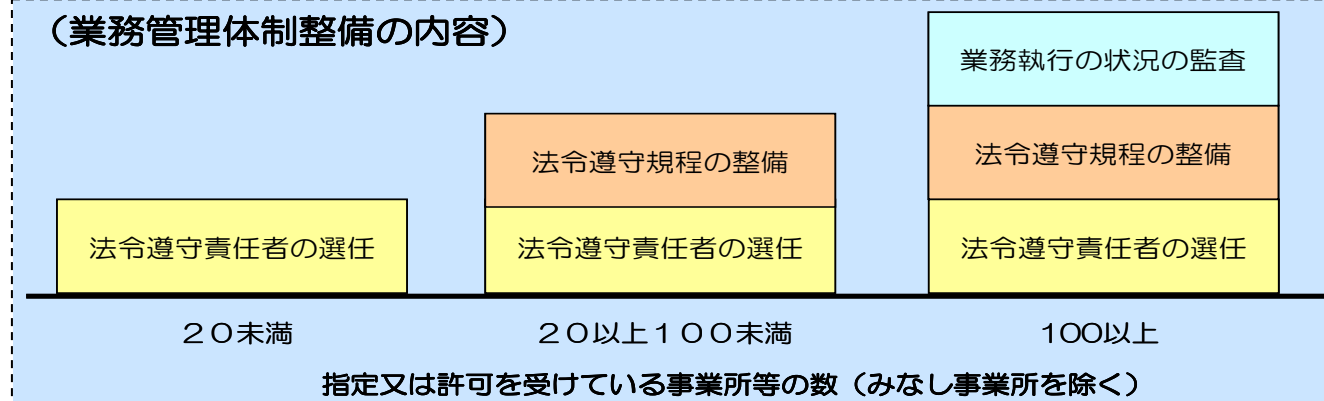 （業務管理体制整備の内容）
業務執行の状況の監査
法令遵守規程の整備
法令遵守規程の整備
法令遵守責任者の選任
法令遵守責任者の選任
法令遵守責任者の選任
２０未満
２０以上１００未満
100以上
指定又は許可を受けている事業所等の数（みなし事業所を除く）